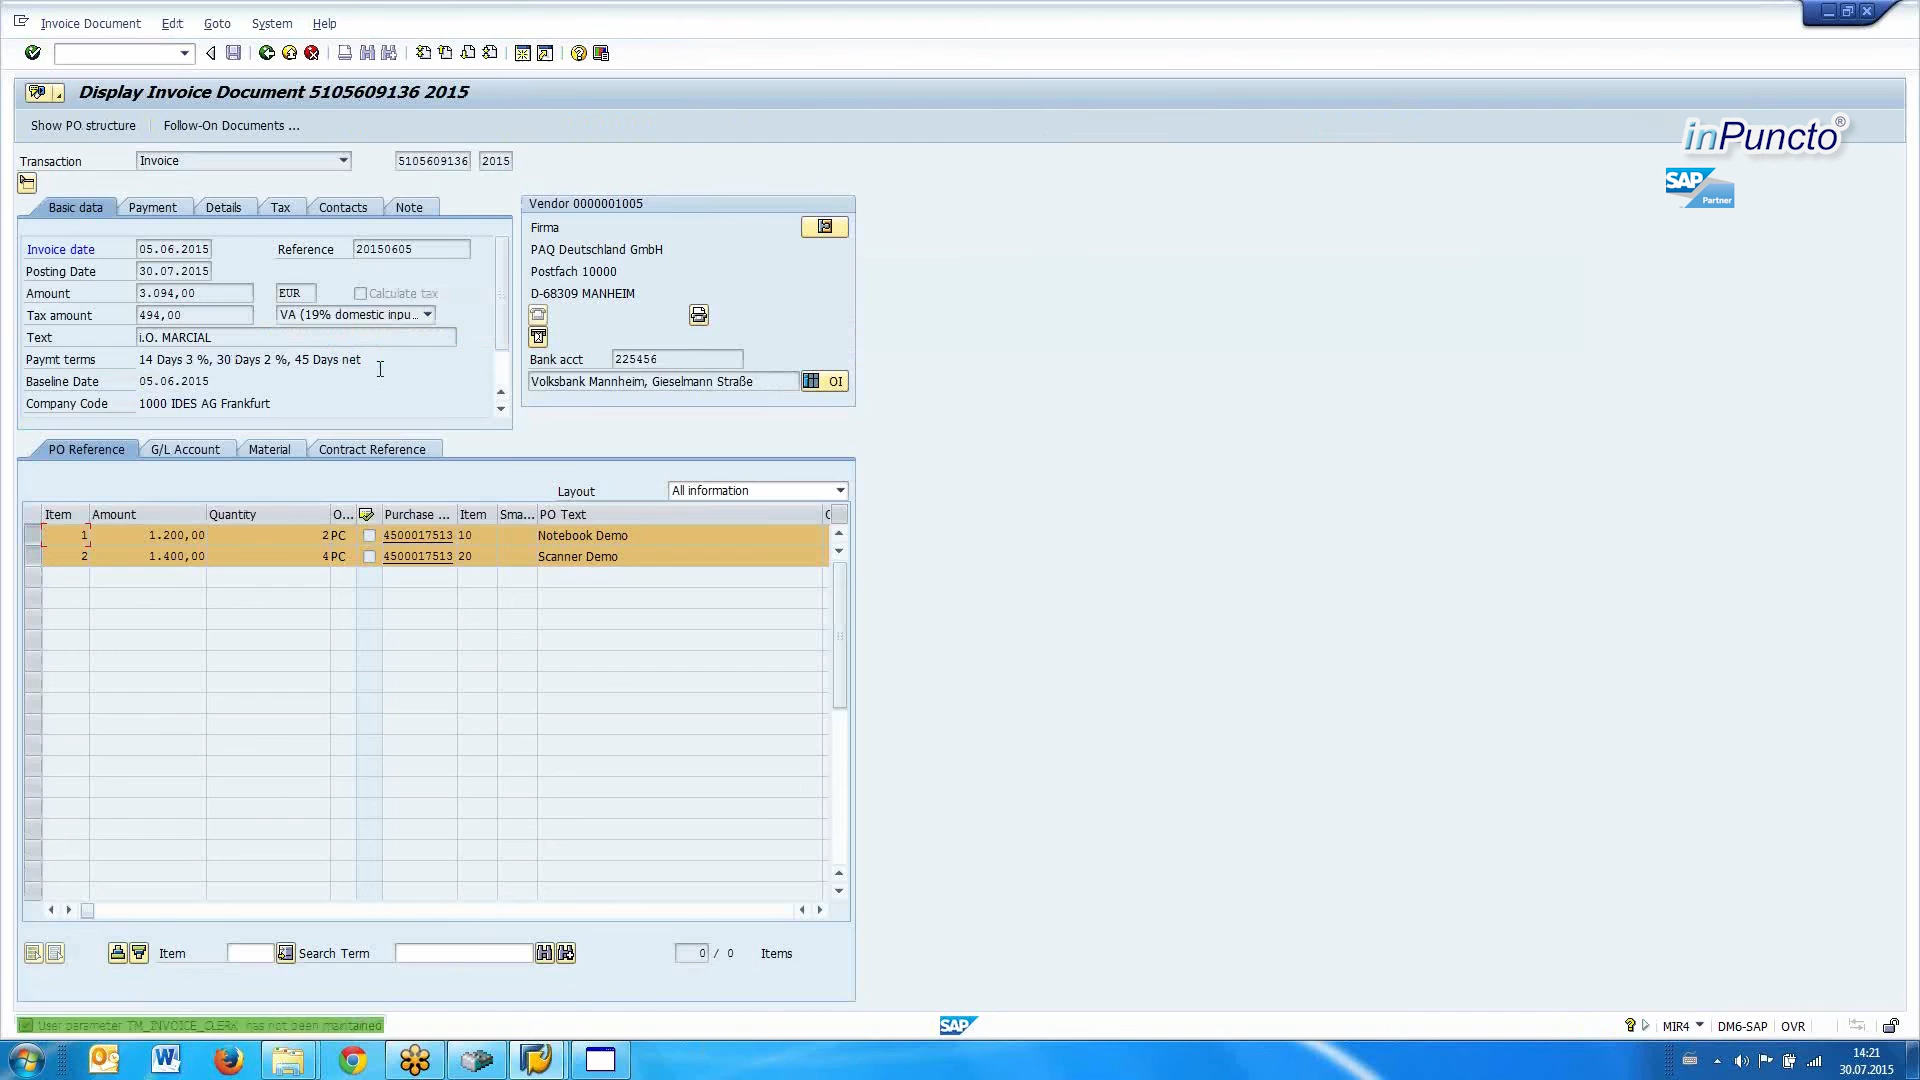 Invoice Document Edit Goto System Help
Display Invoice Document 5105609136 2015
Show PO structure Follow-On Documents ...
inPuncto®
SAP Partner
Transaction Invoice 5105609136 2015
Basic data Payment Details Tax Contacts Note
Invoice date 05.06.2015 Reference 20150605
Posting Date 30.07.2015
Amount 3.094,00 EUR Calculate tax
Tax amount 494,00 VA (19% domestic inpu...
Text i.O. MARCIAL
Paymt terms 14 Days 3 %, 30 Days 2 %, 45 Days net
Baseline Date 05.06.2015
Company Code 1000 IDES AG Frankfurt
Vendor 0000001005
Firma
PAQ Deutschland GmbH
Postfach 10000
D-68309 MANHEIM
Bank acct 225456
Volksbank Mannheim, Gieselmann Straße OI
PO Reference G/L Account Material Contract Reference
Layout All information
Item Amount Quantity O... Purchase ... Item Sma... PO Text
1 1.200,00 2 PC 4500017513 10 Notebook Demo
2 1.400,00 4 PC 4500017513 20 Scanner Demo
Item Search Term 0 / 0 Items
User parameter TM_INVOICE_CLERK has not been maintained
SAP
MIR4 DM6-SAP OVR
14:21
30.07.2015